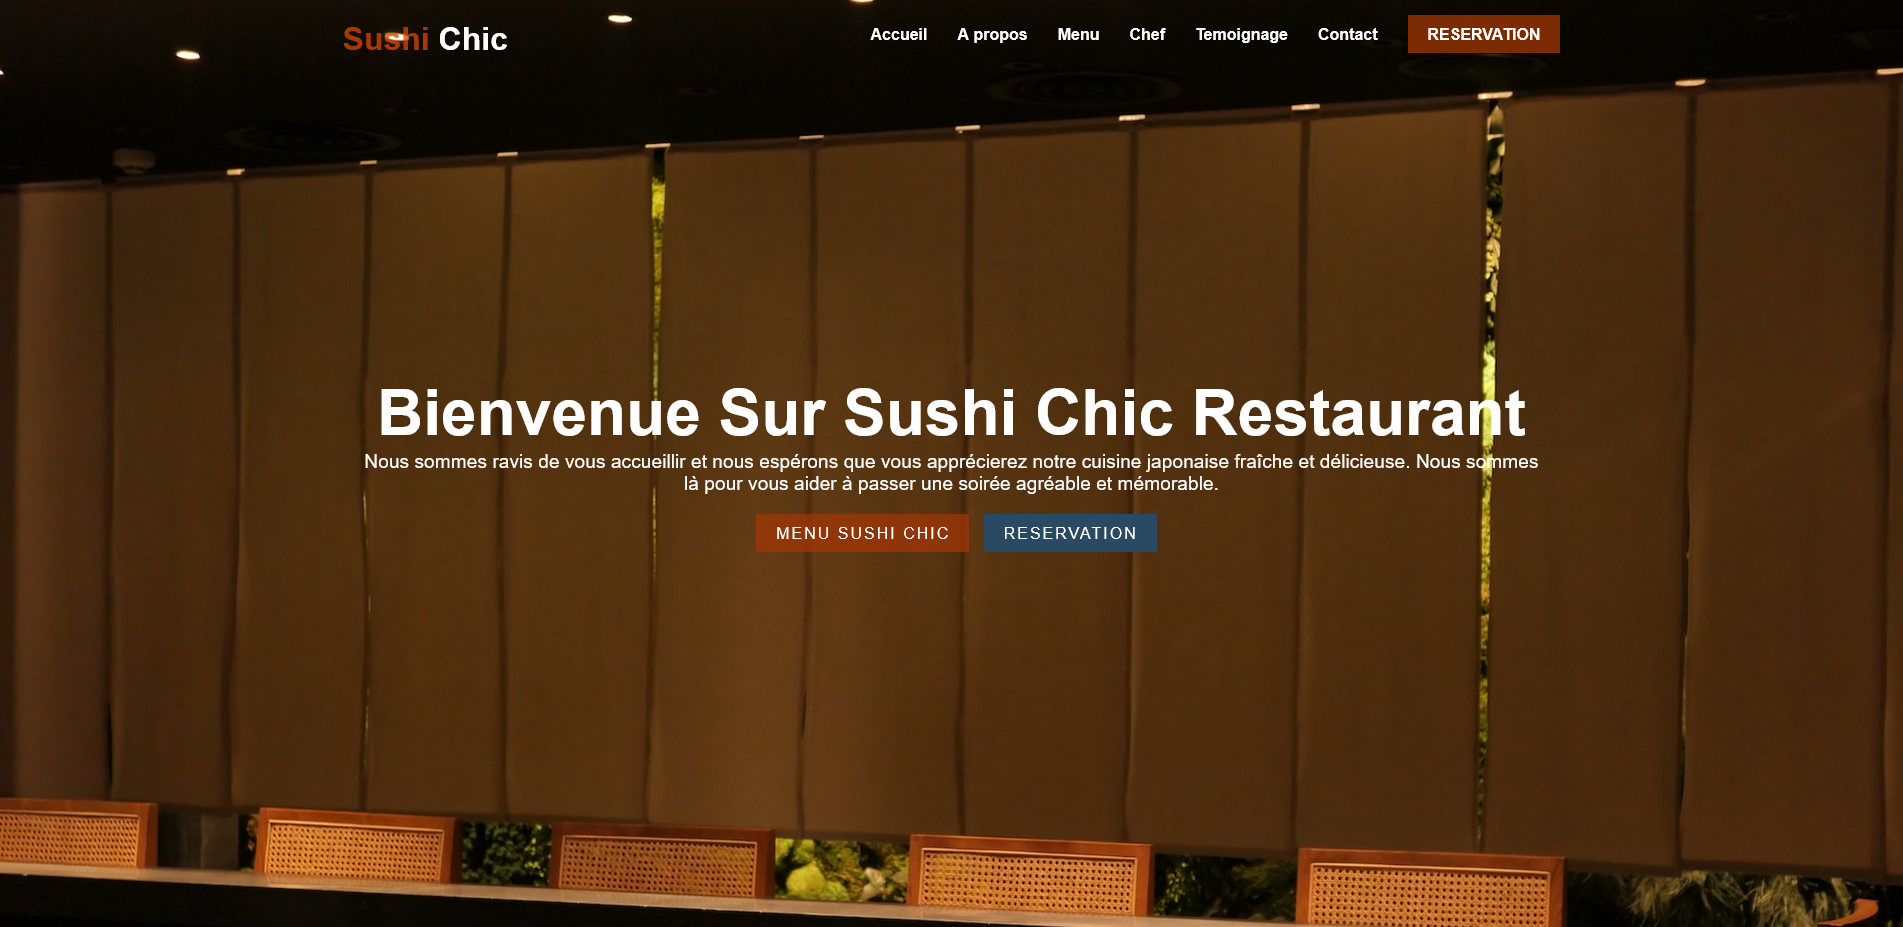 Sushi Chic
Accueil
A propos
Menu
Chef
Temoignage
Contact
RESERVATION
Bienvenue Sur Sushi Chic Restaurant
Nous sommes ravis de vous accueillir et nous espérons que vous apprécierez notre cuisine japonaise fraîche et délicieuse. Nous sommes
là pour vous aider à passer une soirée agréable et mémorable.
MENU SUSHI CHIC
RESERVATION